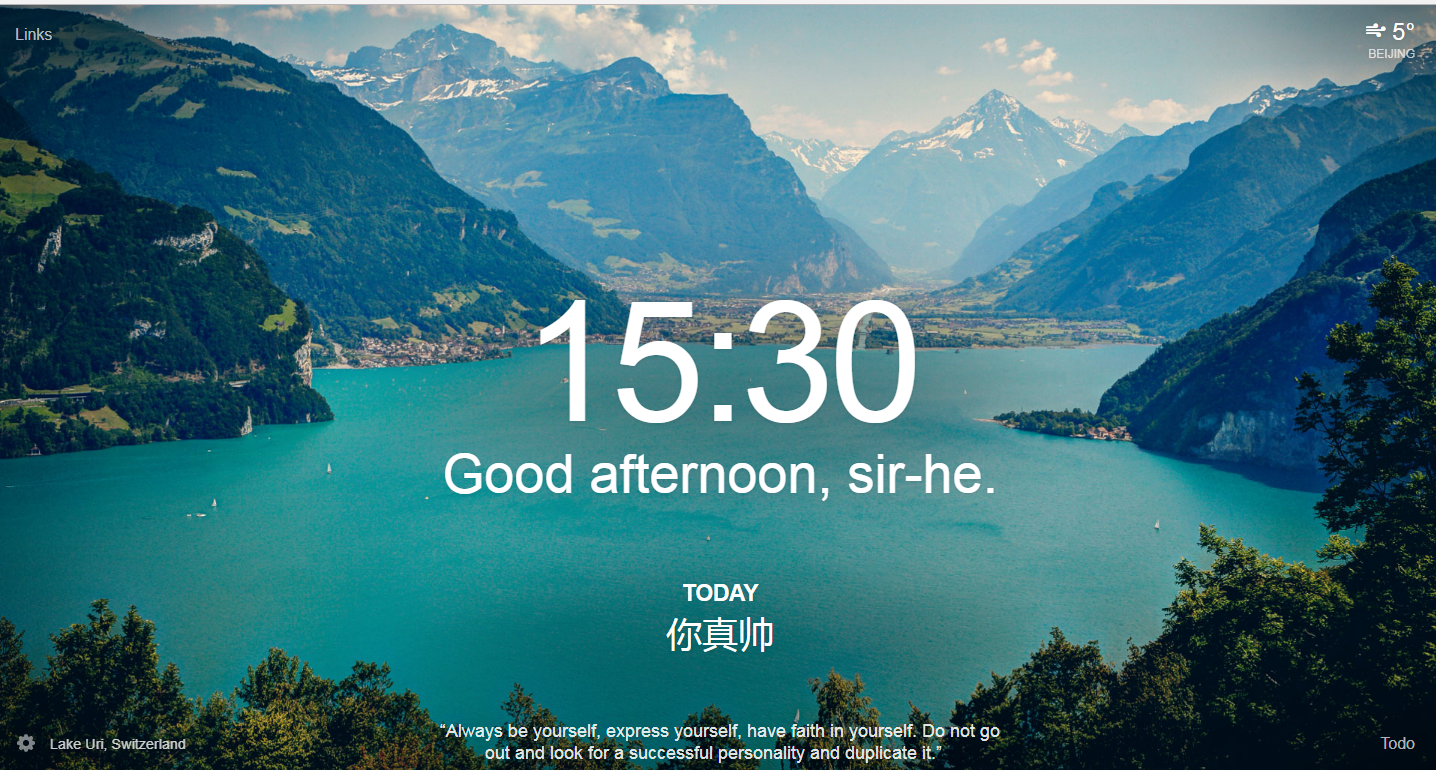 Links
5°
BEIJING
15:30
Good afternoon, sir-he.
TODAY
你真帅
“Always be yourself, express yourself, have faith in yourself. Do not go
out and look for a successful personality and duplicate it.”
Lake Uri, Switzerland
Todo